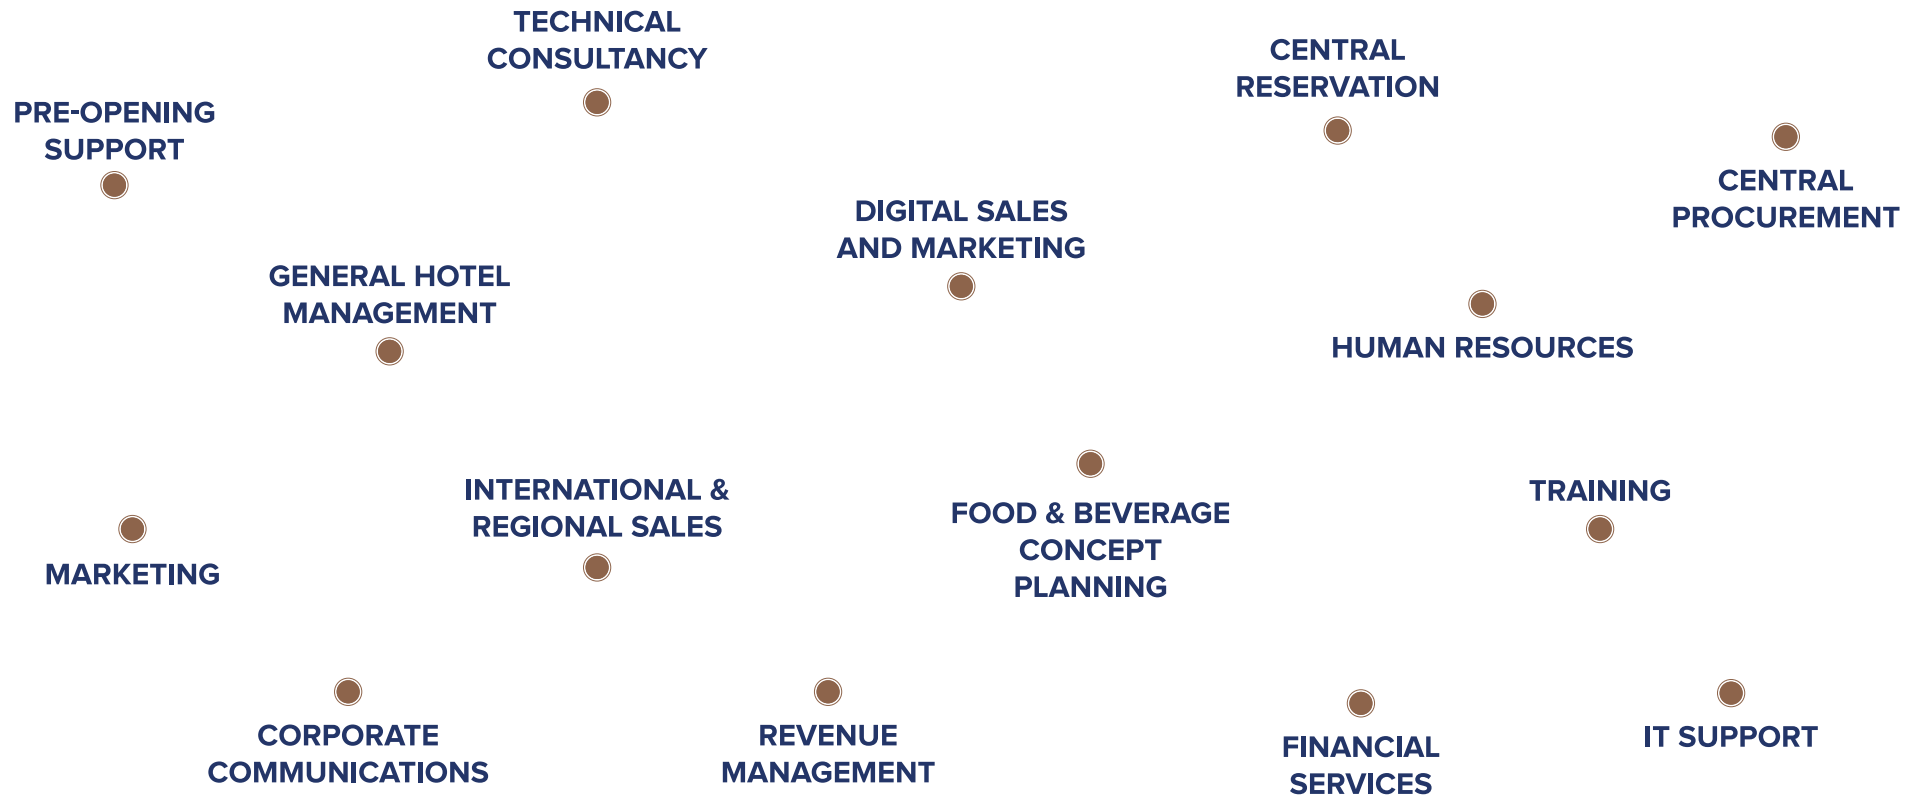 TECHNICAL
CONSULTANCY
CENTRAL
RESERVATION
PRE-OPENING
SUPPORT
CENTRAL
PROCUREMENT
DIGITAL SALES
AND MARKETING
GENERAL HOTEL
MANAGEMENT
HUMAN RESOURCES
INTERNATIONAL &
REGIONAL SALES
FOOD & BEVERAGE
CONCEPT
PLANNING
TRAINING
MARKETING
CORPORATE
COMMUNICATIONS
REVENUE
MANAGEMENT
FINANCIAL
SERVICES
IT SUPPORT